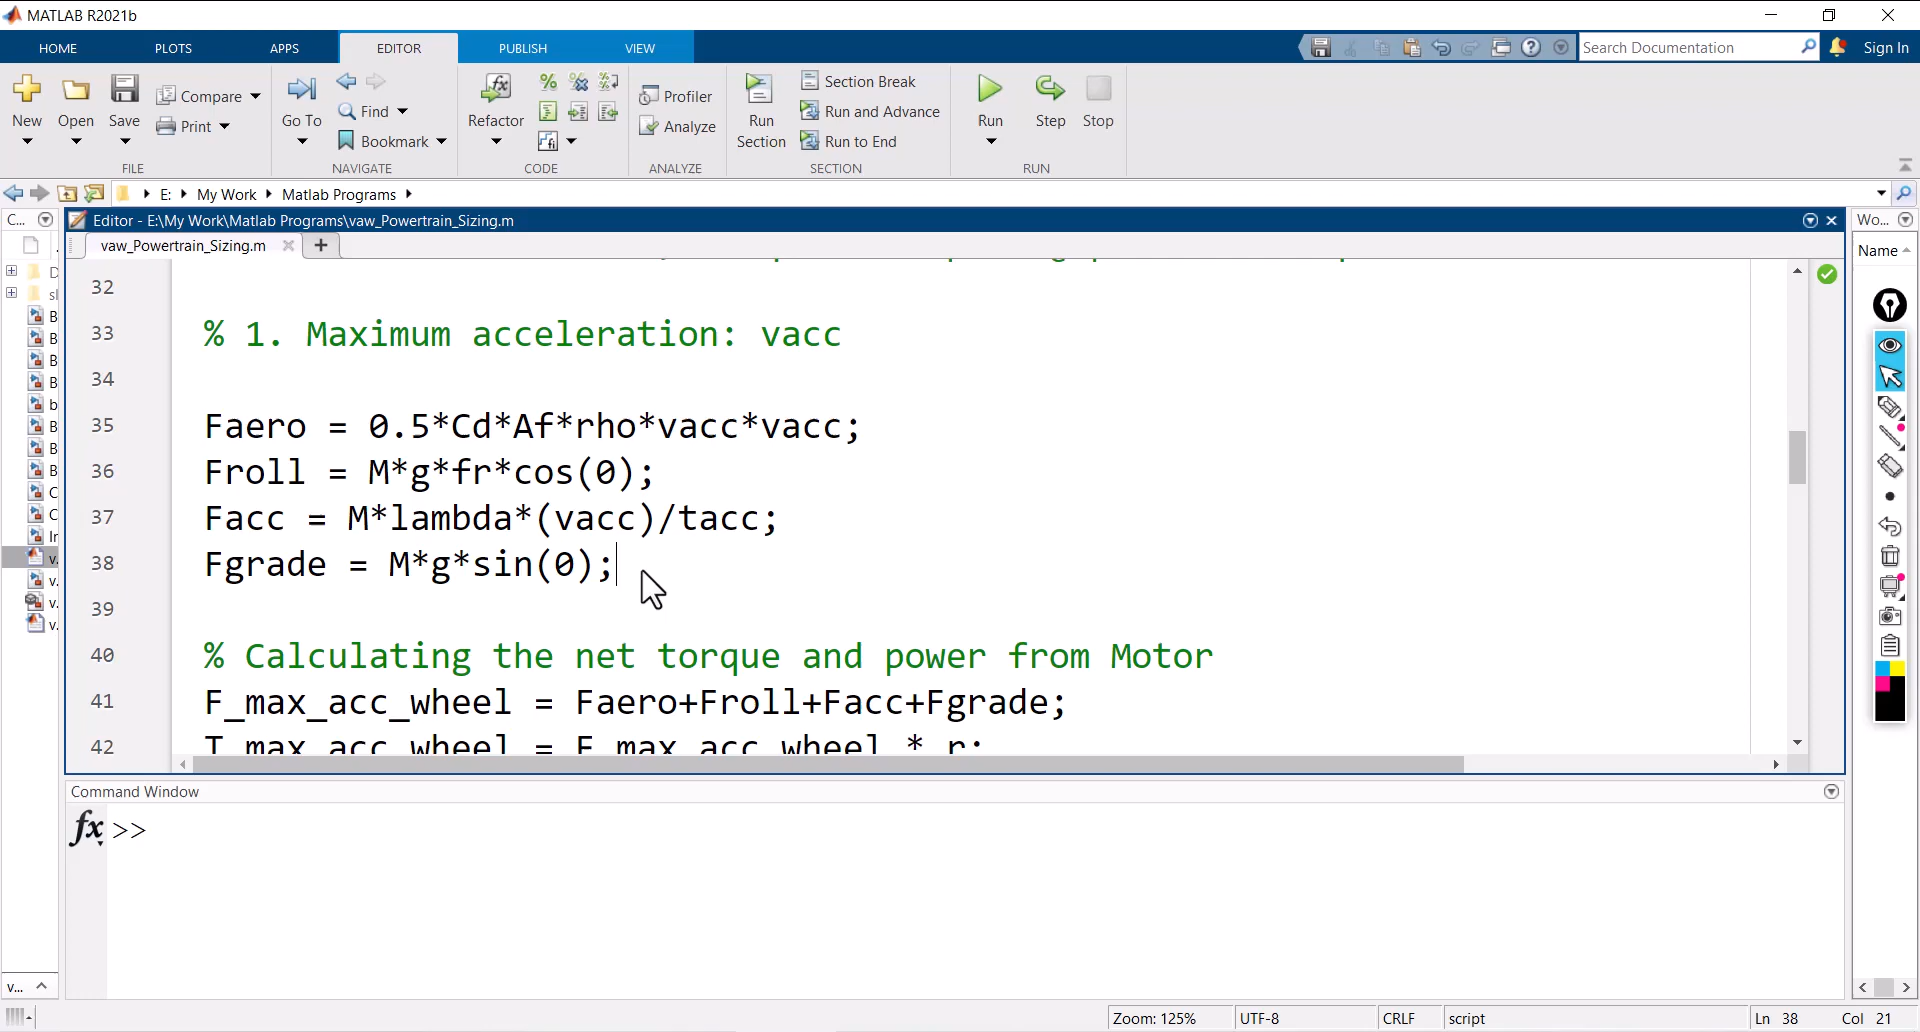 MATLAB R2021b
HOME PLOTS APPS EDITOR PUBLISH VIEW
Search Documentation
Sign In
New
Open
Save
Compare
Print
FILE
Go To
Find
Bookmark
NAVIGATE
Refactor
CODE
Profiler
Analyze
ANALYZE
Run
Section
Section Break
Run and Advance
Run to End
SECTION
Run
Step
Stop
RUN
E: My Work Matlab Programs
C...
Editor - E:\My Work\Matlab Programs\vaw_Powertrain_Sizing.m
Wo...
vaw_Powertrain_Sizing.m
Name
32
33 % 1. Maximum acceleration: vacc
34
35 Faero = 0.5*Cd*Af*rho*vacc*vacc;
36 Froll = M*g*fr*cos(0);
37 Facc = M*lambda*(vacc)/tacc;
38 Fgrade = M*g*sin(0);
39
40 % Calculating the net torque and power from Motor
41 F_max_acc_wheel = Faero+Froll+Facc+Fgrade;
42 T_max_acc_wheel = F_max_acc_wheel * r;
Command Window
fx >>
v...
Zoom: 125%
UTF-8
CRLF
script
Ln 38
Col 21